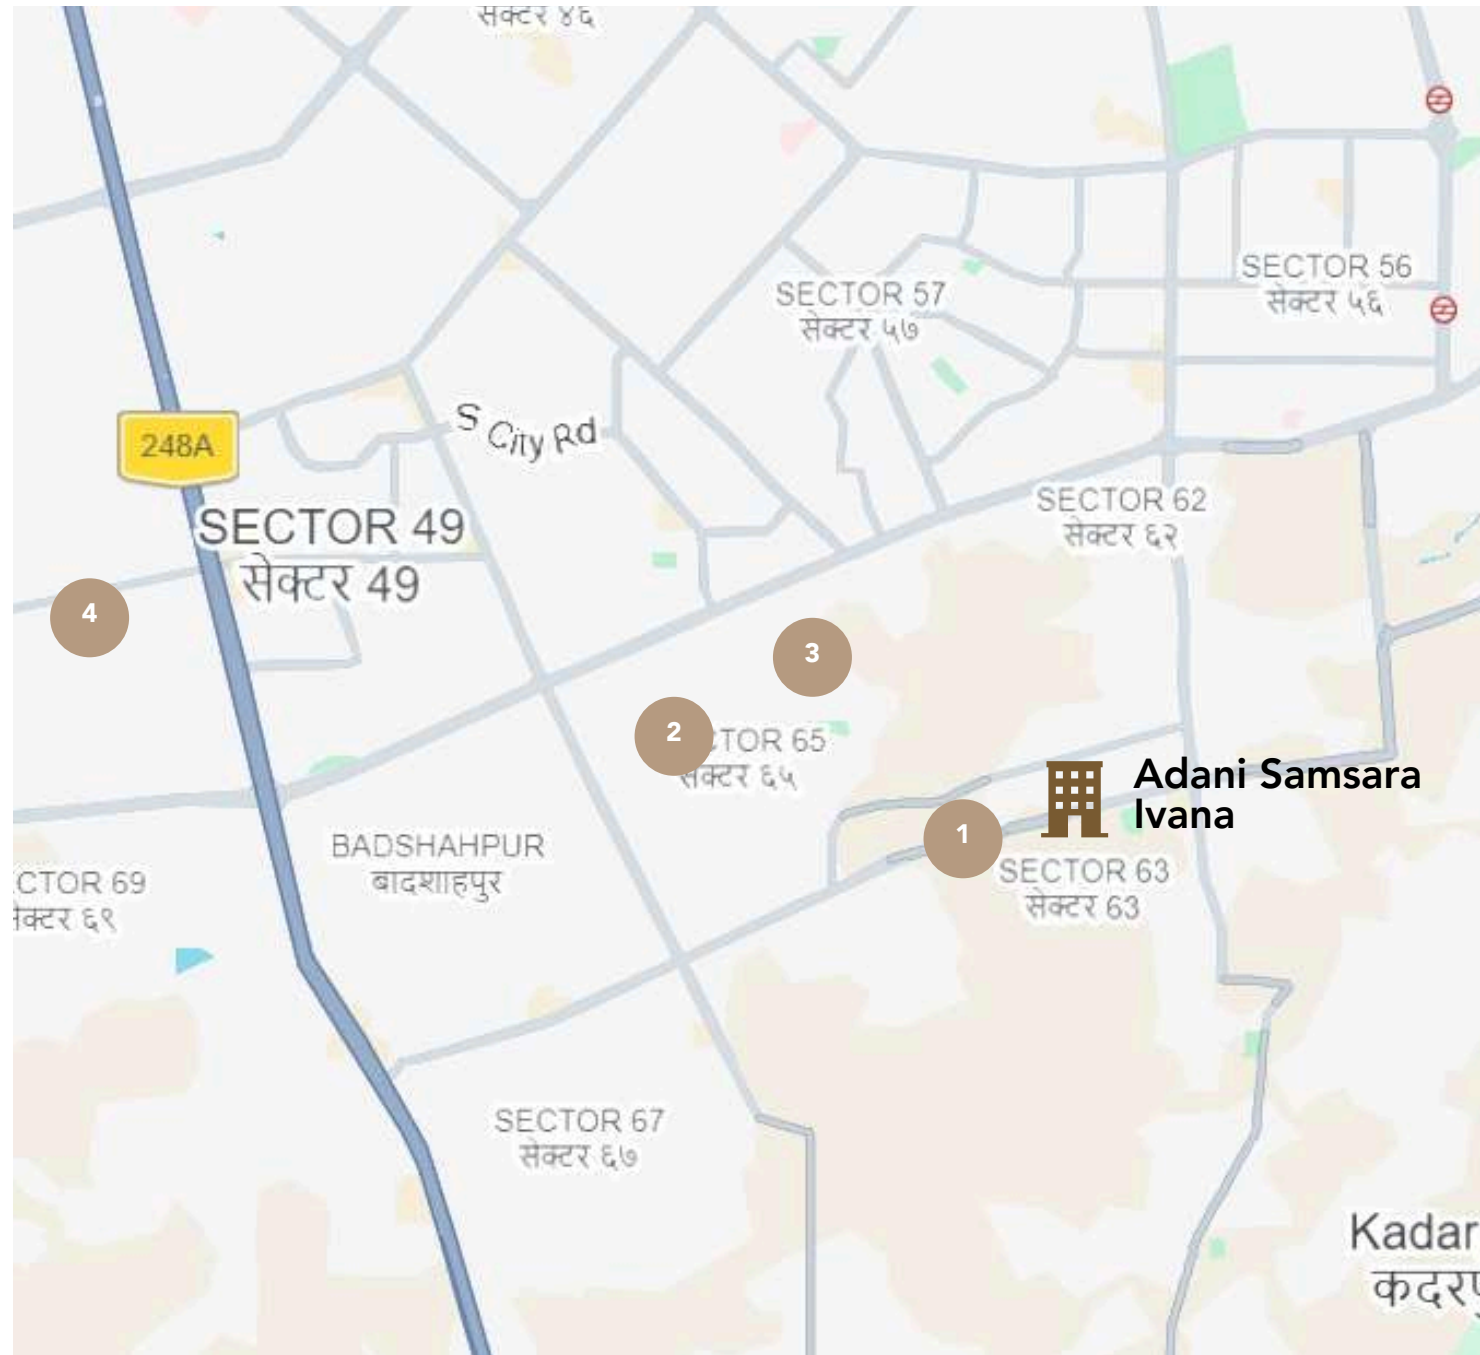 सेक्टर ४६
SECTOR 57
सेक्टर ५७
SECTOR 56
सेक्टर ५६
S City Rd
248A
SECTOR 49
सेक्टर 49
SECTOR 62
सेक्टर ६२
4
3
2
CTOR 65
सेक्टर ६५
Adani Samsara
Ivana
1
BADSHAHPUR
बादशाहपुर
SECTOR 63
सेक्टर 63
CTOR 69
सेक्टर ६९
SECTOR 67
सेक्टर ६७
Kadar
कदरपु